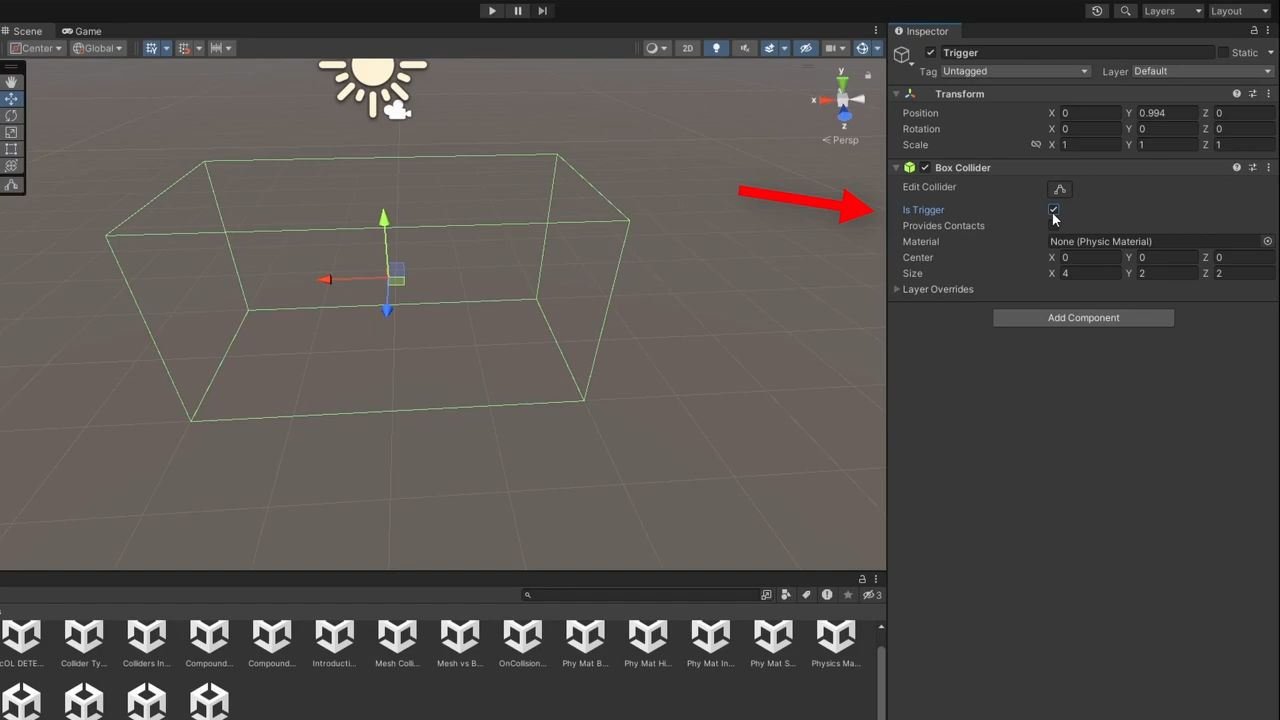 Layers
Layout
Scene
Game
Inspector
Center
Global
2D
Trigger
Static
Tag Untagged
Layer Default
y
x
z
Persp
Transform
Position X 0 Y 0.994 Z 0
Rotation X 0 Y 0 Z 0
Scale X 1 Y 1 Z 1
Box Collider
Edit Collider
Is Trigger
Provides Contacts
Material None (Physic Material)
Center X 0 Y 0 Z 0
Size X 4 Y 2 Z 2
Layer Overrides
Add Component
3
cOL DETE...
Collider Ty...
Colliders In...
Compound...
Compound...
Introducti...
Mesh Colli...
Mesh vs B...
OnCollision...
Phy Mat B...
Phy Mat Hi...
Phy Mat In...
Phy Mat S...
Physics Ma...